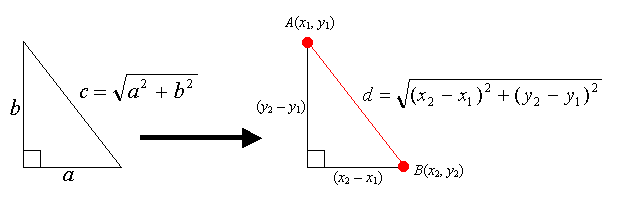 b
c = √a² + b²
a
A(x₁, y₁)
(y₂ – y₁)
d = √(x₂ – x₁)² + (y₂ – y₁)²
(x₂ – x₁)
B(x₂, y₂)